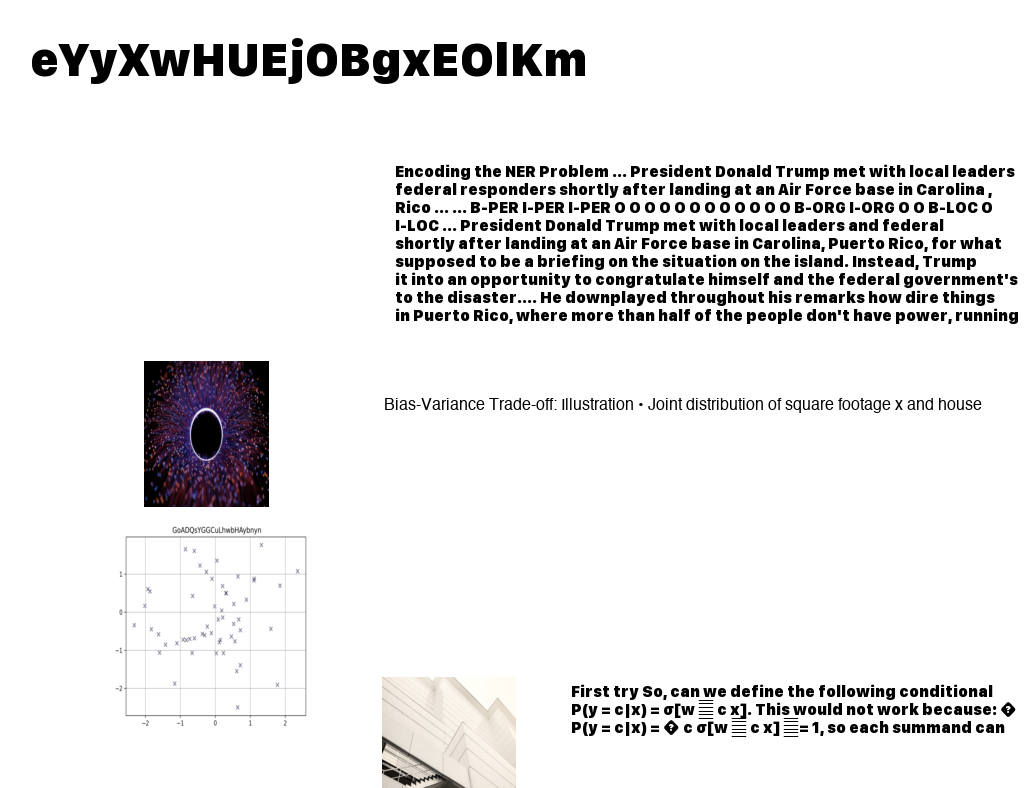 eYyXwHUEjOBgxEOlKm
Encoding the NER Problem ... President Donald Trump met with local leaders
federal responders shortly after landing at an Air Force base in Carolina ,
Rico ... ... B-PER I-PER I-PER O O O O O O O O O O O O B-ORG I-ORG O O B-LOC O
I-LOC ... President Donald Trump met with local leaders and federal
shortly after landing at an Air Force base in Carolina, Puerto Rico, for what
supposed to be a briefing on the situation on the island. Instead, Trump
it into an opportunity to congratulate himself and the federal government's
to the disaster.... He downplayed throughout his remarks how dire things
in Puerto Rico, where more than half of the people don't have power, running
Bias-Variance Trade-off: Illustration • Joint distribution of square footage x and house
GoADQsYGGCuLhwbHAybnyn
1
0
−1
−2
−2 −1 0 1 2
First try So, can we define the following conditional
P(y = c|x) = σ[w c x]. This would not work because: �
P(y = c|x) = � c σ[w c x] = 1, so each summand can